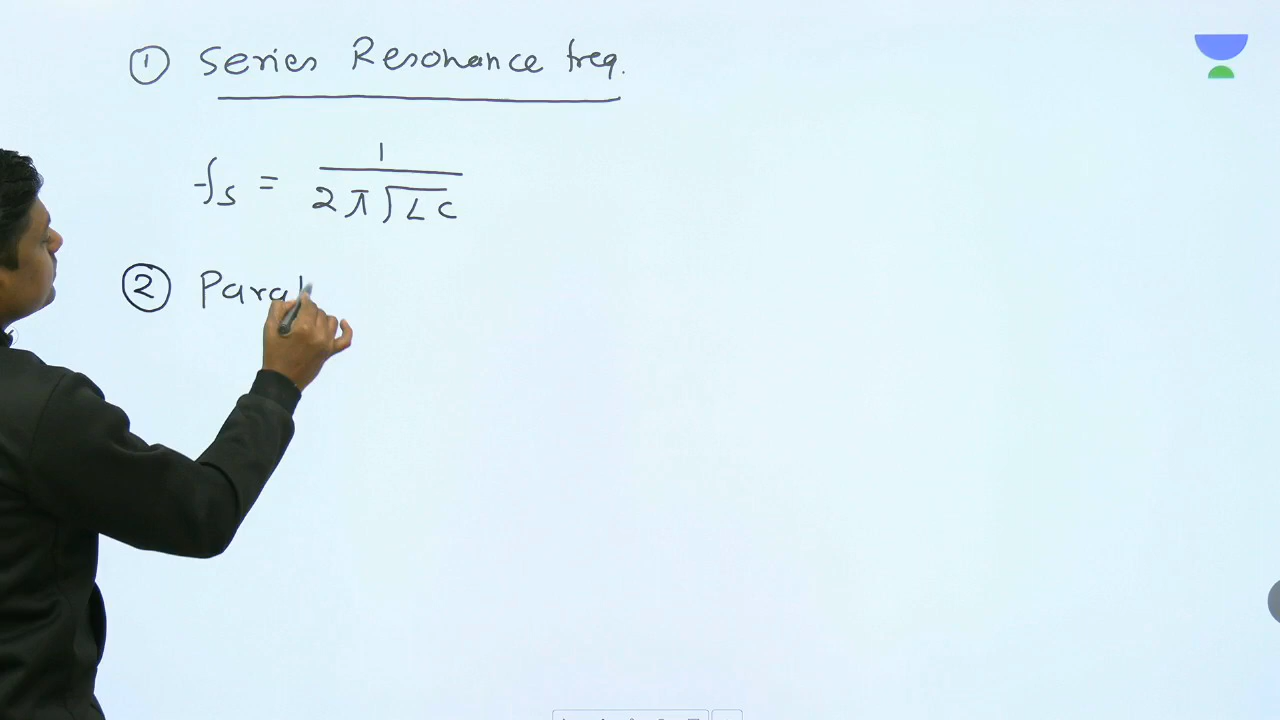 ① Series Resonance freq.
fs = 1 / 2π√LC
② Paral